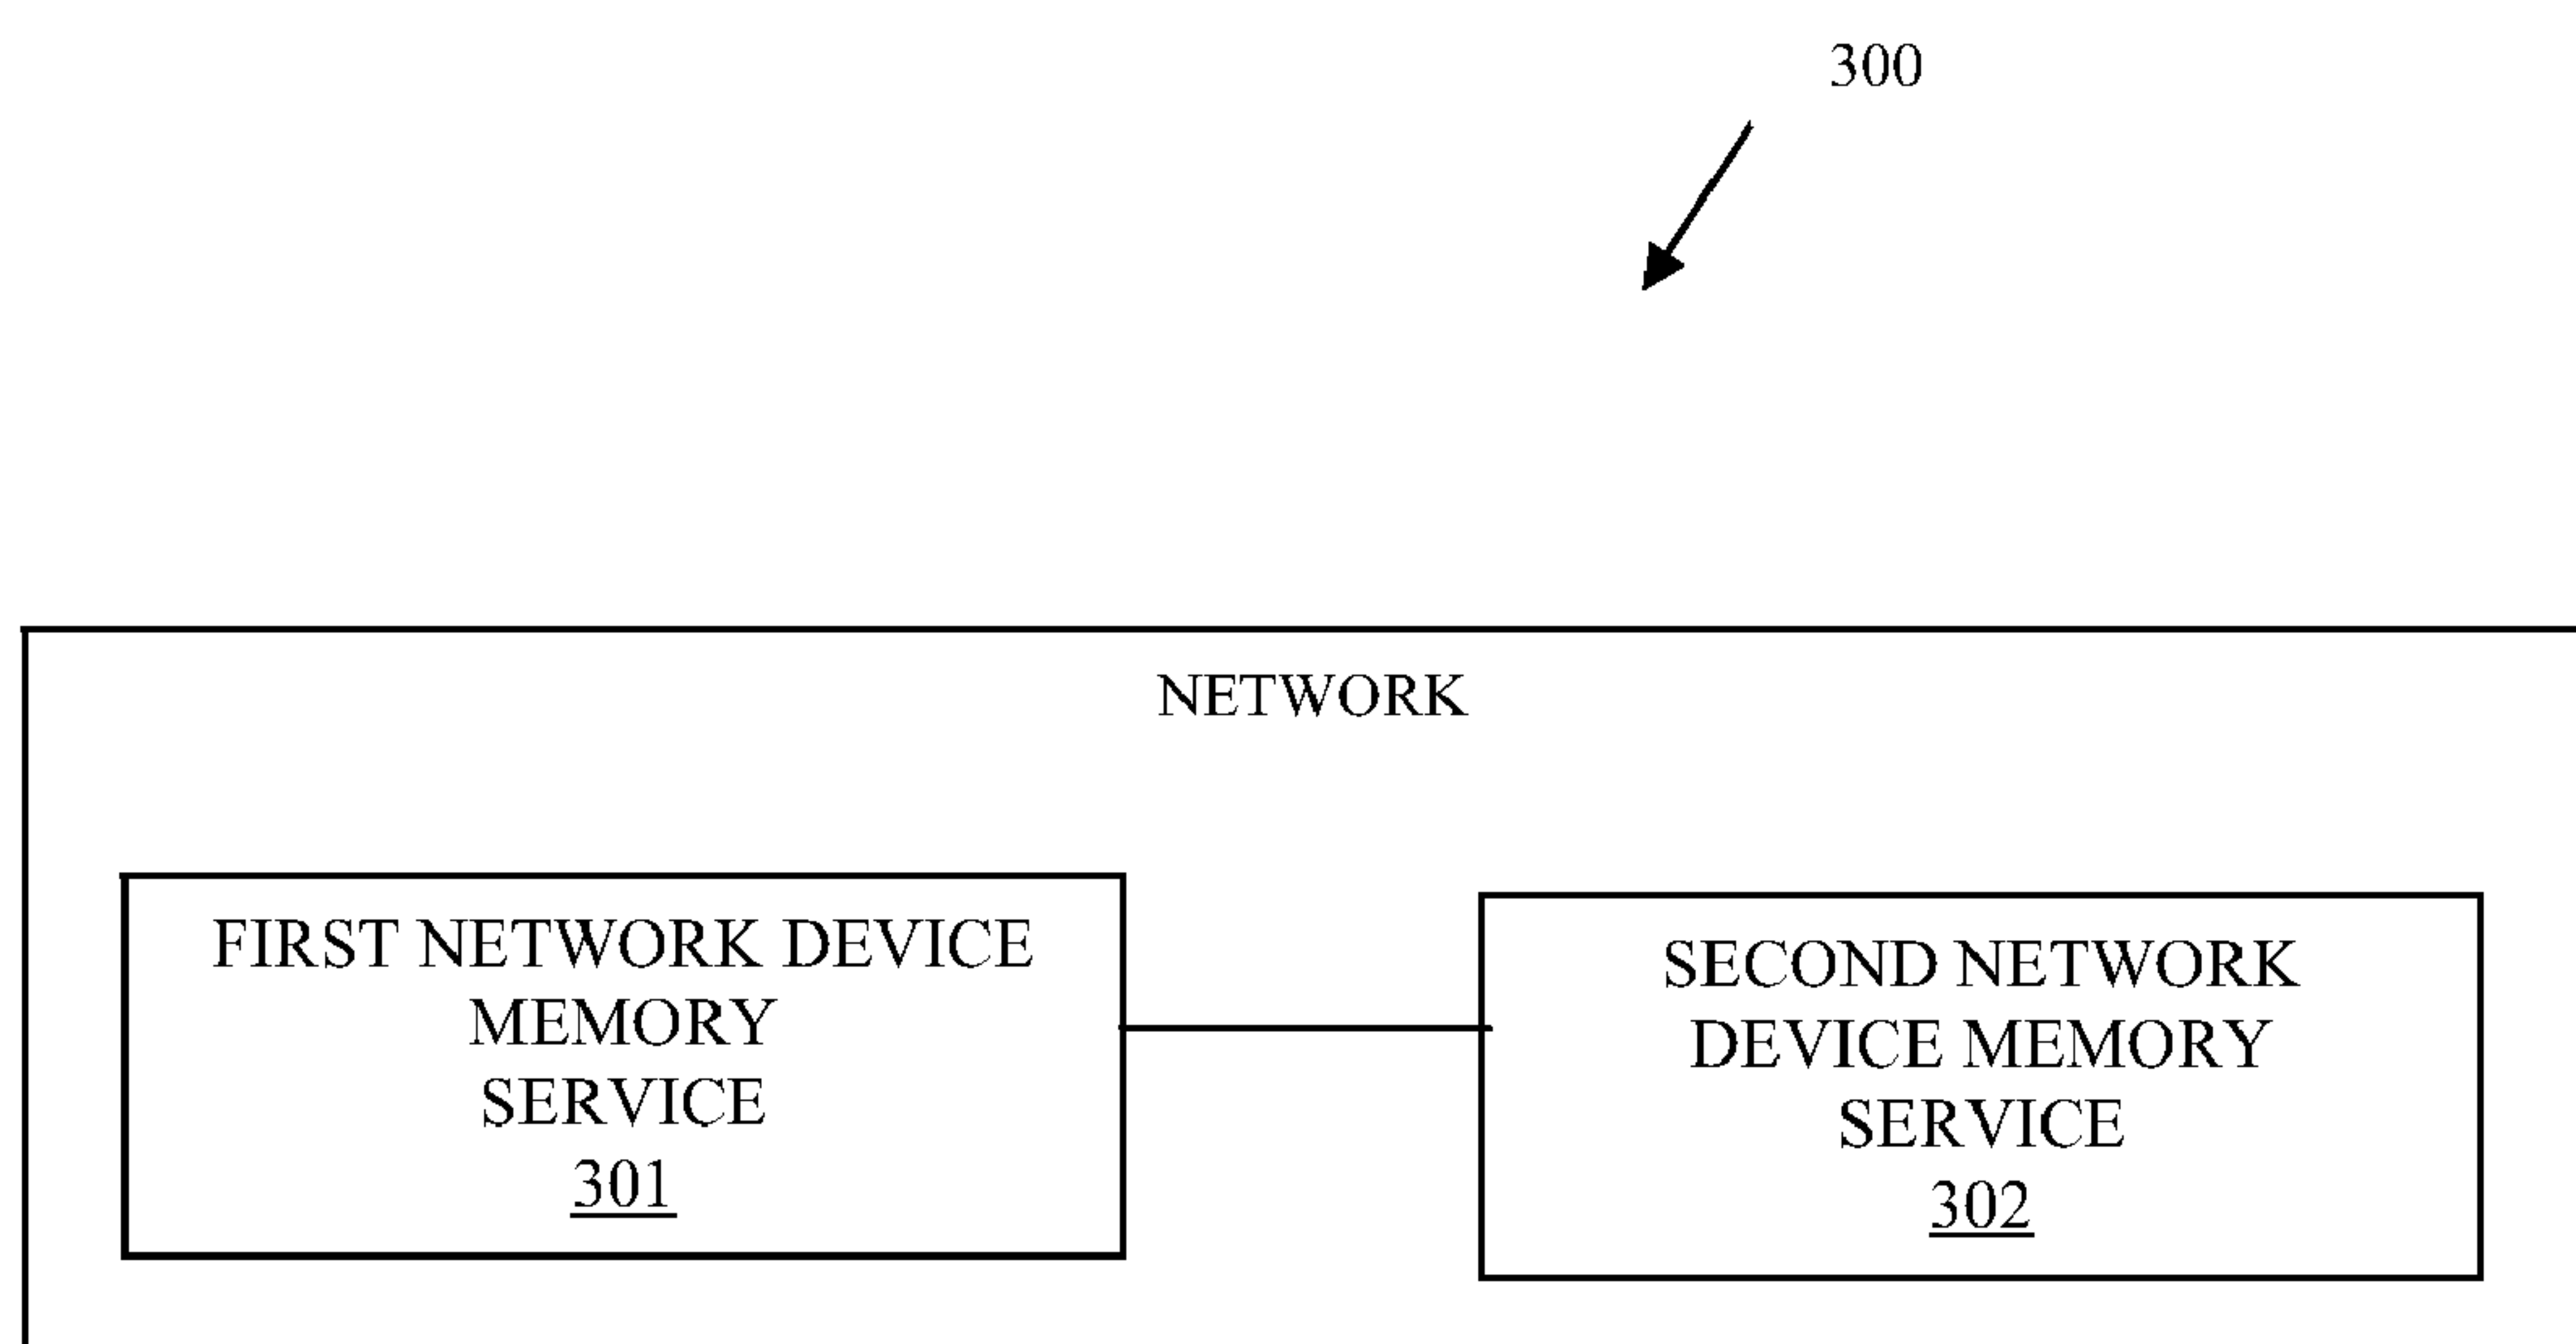 300
NETWORK
FIRST NETWORK DEVICE
MEMORY
SERVICE
301
SECOND NETWORK
DEVICE MEMORY
SERVICE
302